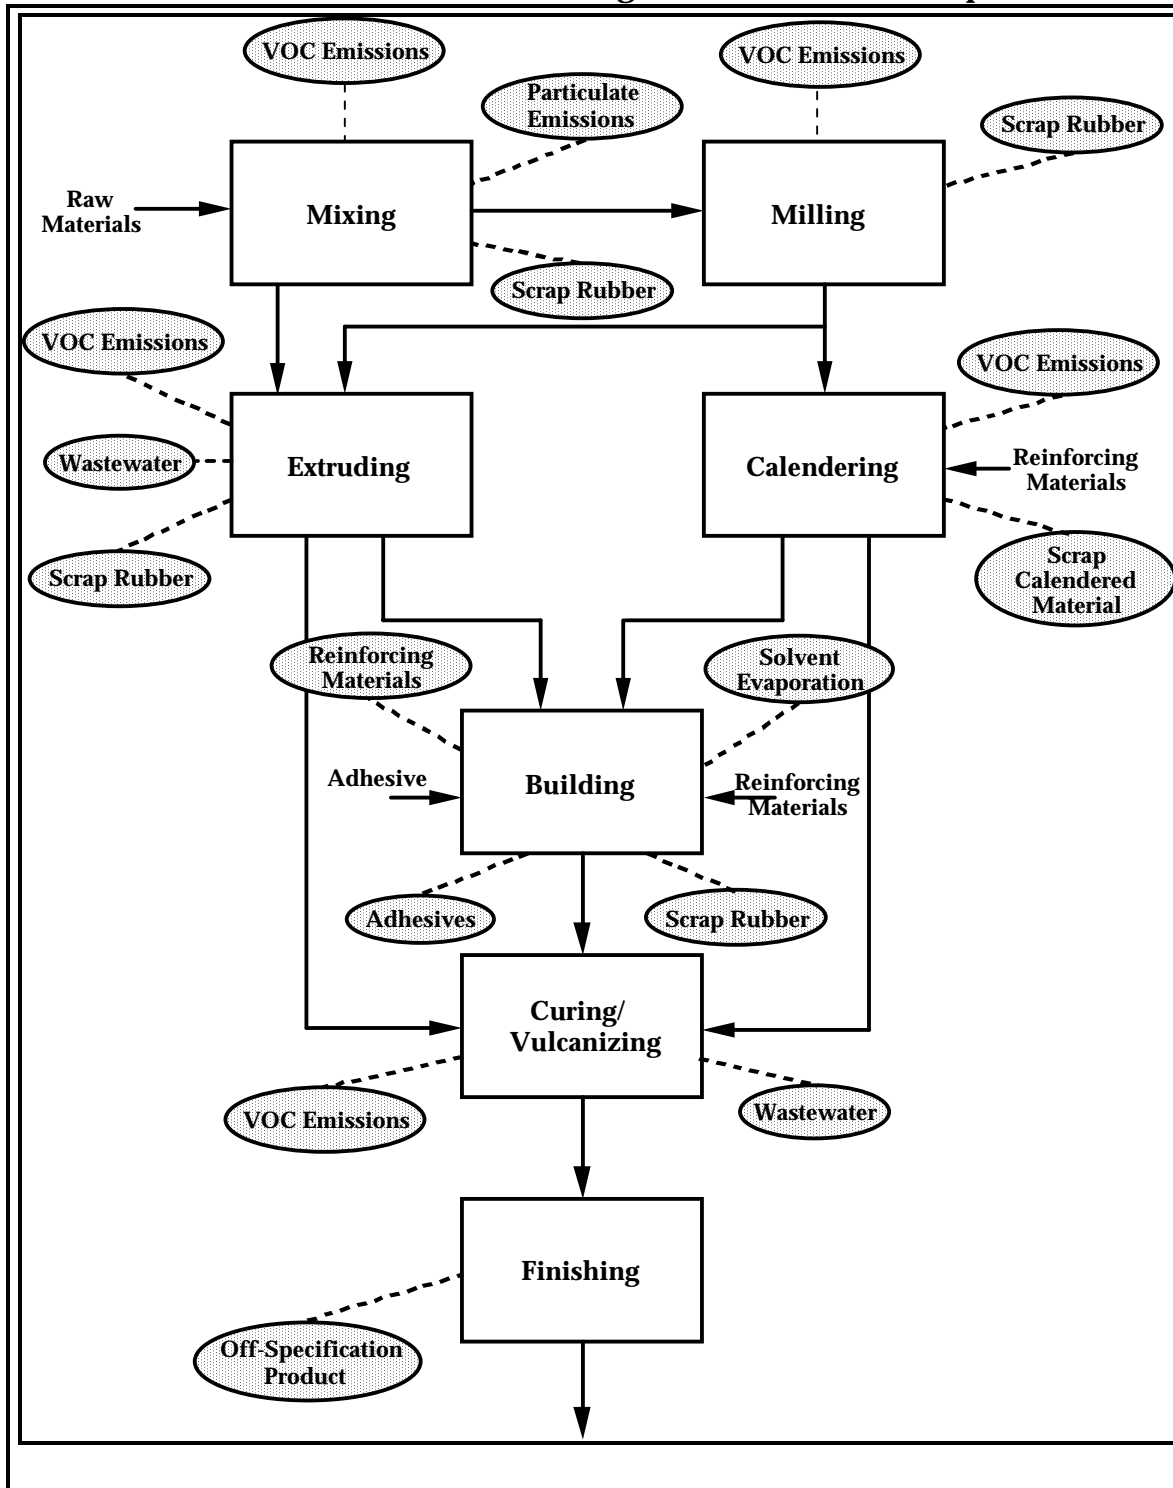 VOC Emissions
VOC Emissions
Particulate
Emissions
Scrap Rubber
Raw
Materials
Mixing
Milling
Scrap Rubber
VOC Emissions
VOC Emissions
Wastewater
Extruding
Calendering
Reinforcing
Materials
Scrap Rubber
Scrap
Calendered
Material
Reinforcing
Materials
Solvent
Evaporation
Adhesive
Building
Reinforcing
Materials
Adhesives
Scrap Rubber
Curing/
Vulcanizing
VOC Emissions
Wastewater
Finishing
Off-Specification
Product